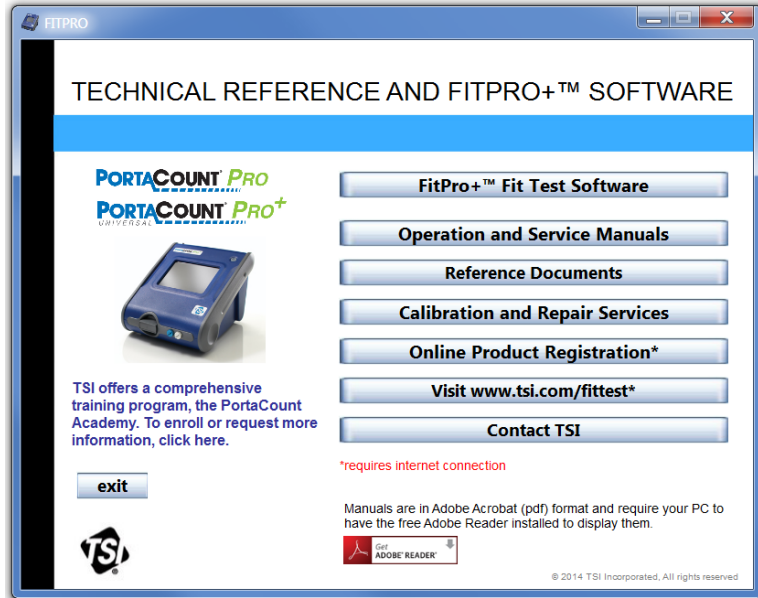 FITPRO
TECHNICAL REFERENCE AND FITPRO+™ SOFTWARE
PORTACOUNT PRO
PORTACOUNT PRO+
UNIVERSAL
TSI offers a comprehensive
training program, the PortaCount
Academy. To enroll or request more
information, click here.
exit
TSI
FitPro+™ Fit Test Software
Operation and Service Manuals
Reference Documents
Calibration and Repair Services
Online Product Registration*
Visit www.tsi.com/fittest*
Contact TSI
*requires internet connection
Manuals are in Adobe Acrobat (pdf) format and require your PC to
have the free Adobe Reader installed to display them.
Get
ADOBE® READER®
© 2014 TSI Incorporated, All rights reserved